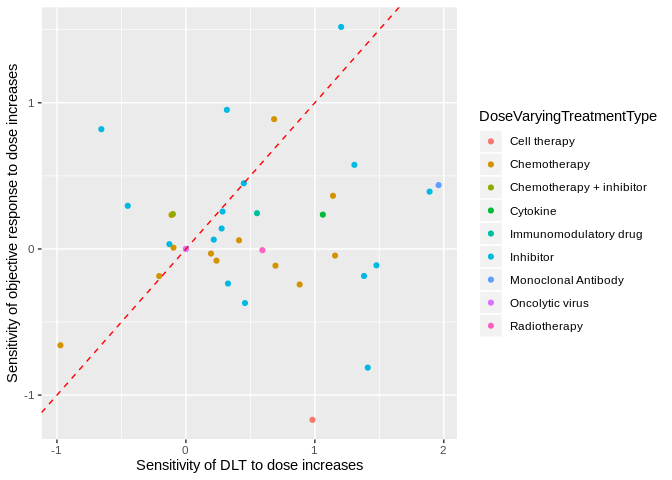 Sensitivity of objective response to dose increases
1
0
-1
-1
0
1
2
Sensitivity of DLT to dose increases
DoseVaryingTreatmentType
Cell therapy
Chemotherapy
Chemotherapy + inhibitor
Cytokine
Immunomodulatory drug
Inhibitor
Monoclonal Antibody
Oncolytic virus
Radiotherapy